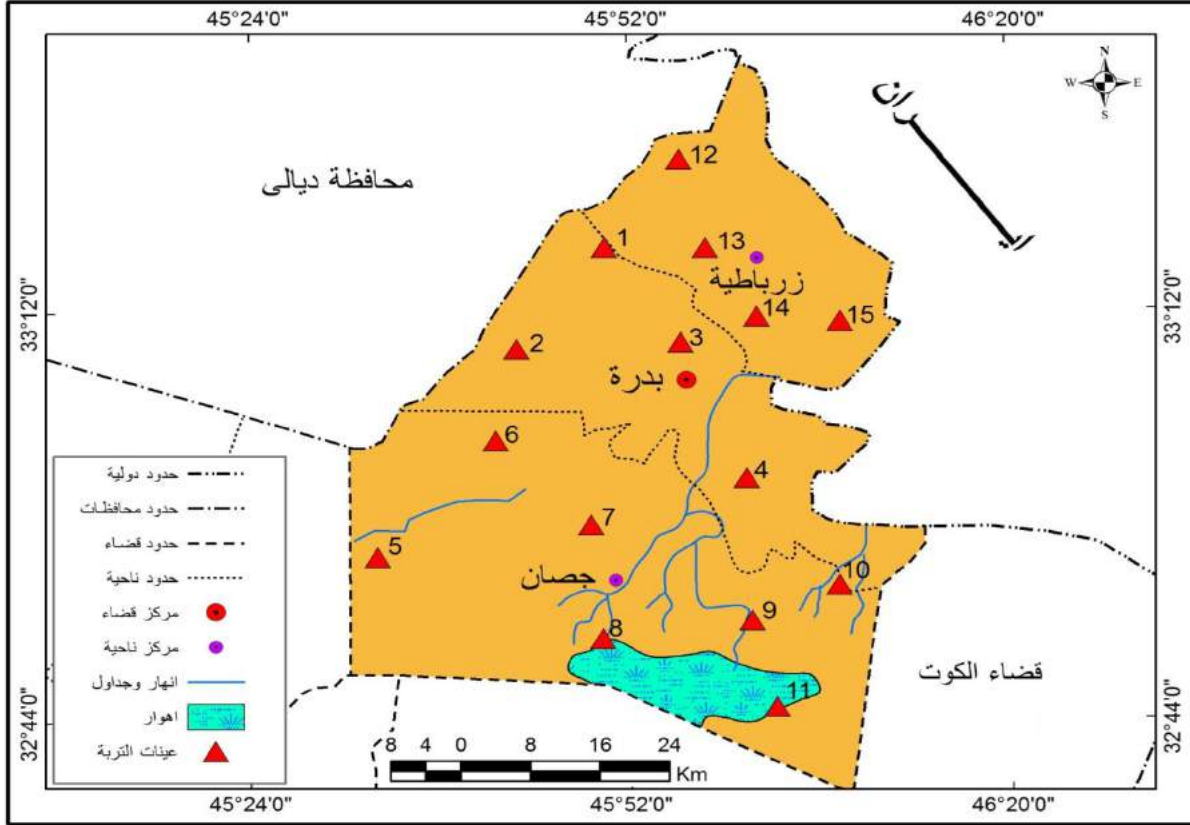 45°24'0"
45°52'0"
46°20'0"
N
W
E
S
ايران
محافظة ديالى
12
1
13
زرباطية
33°12'0"
33°12'0"
14
15
2
3
بدرة
6
4
7
5
جصان
10
9
8
قضاء الكوت
11
32°44'0"
32°44'0"
حدود دولية
حدود محافظات
حدود قضاء
حدود ناحية
مركز قضاء
مركز ناحية
انهار وجداول
اهوار
عينات التربة
8 4 0 8 16 24
Km
45°24'0"
45°52'0"
46°20'0"